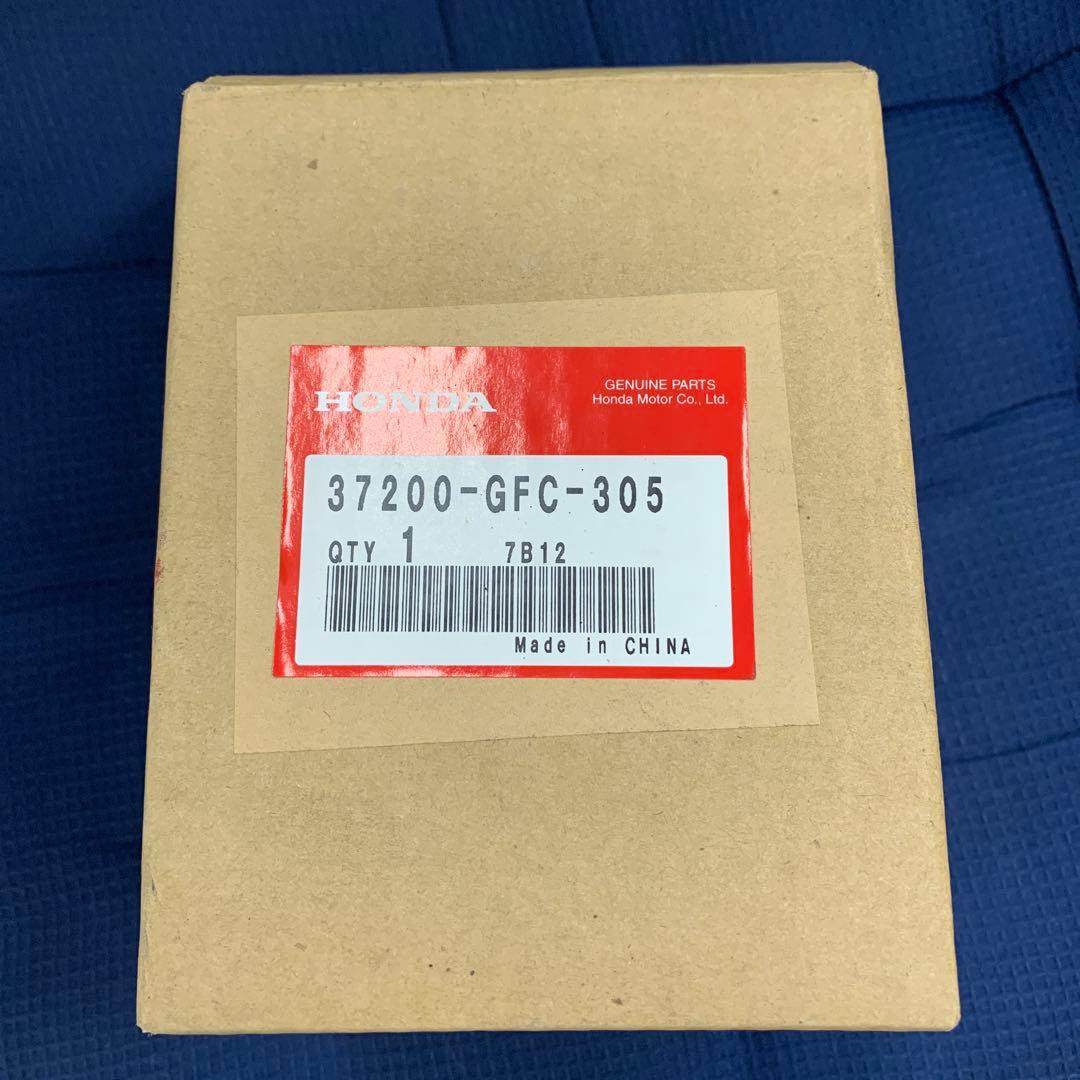 HONDA
GENUINE PARTS
Honda Motor Co., Ltd.
37200-GFC-305
QTY 1 7B12
Made in CHINA